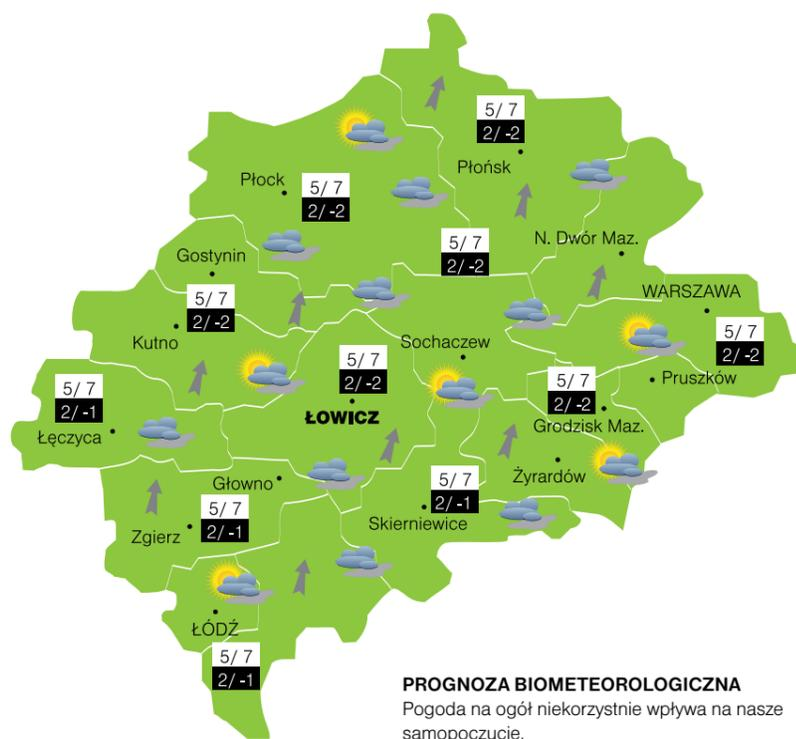 5/ 7
2/ -2
Płońsk
Płock
5/ 7
2/ -2
5/ 7
2/ -2
N. Dwór Maz.
Gostynin
WARSZAWA
5/ 7
2/ -2
Kutno
5/ 7
2/ -2
Sochaczew
5/ 7
2/ -2
ŁOWICZ
5/ 7
2/ -2
Pruszków
Grodzisk Maz.
5/ 7
2/ -1
Łęczyca
Głowno
5/ 7
2/ -1
Skierniewice
Żyrardów
5/ 7
2/ -1
Zgierz
ŁÓDŹ
5/ 7
2/ -1
PROGNOZA BIOMETEOROLOGICZNA
Pogoda na ogół niekorzystnie wpływa na nasze
samopoczucie.